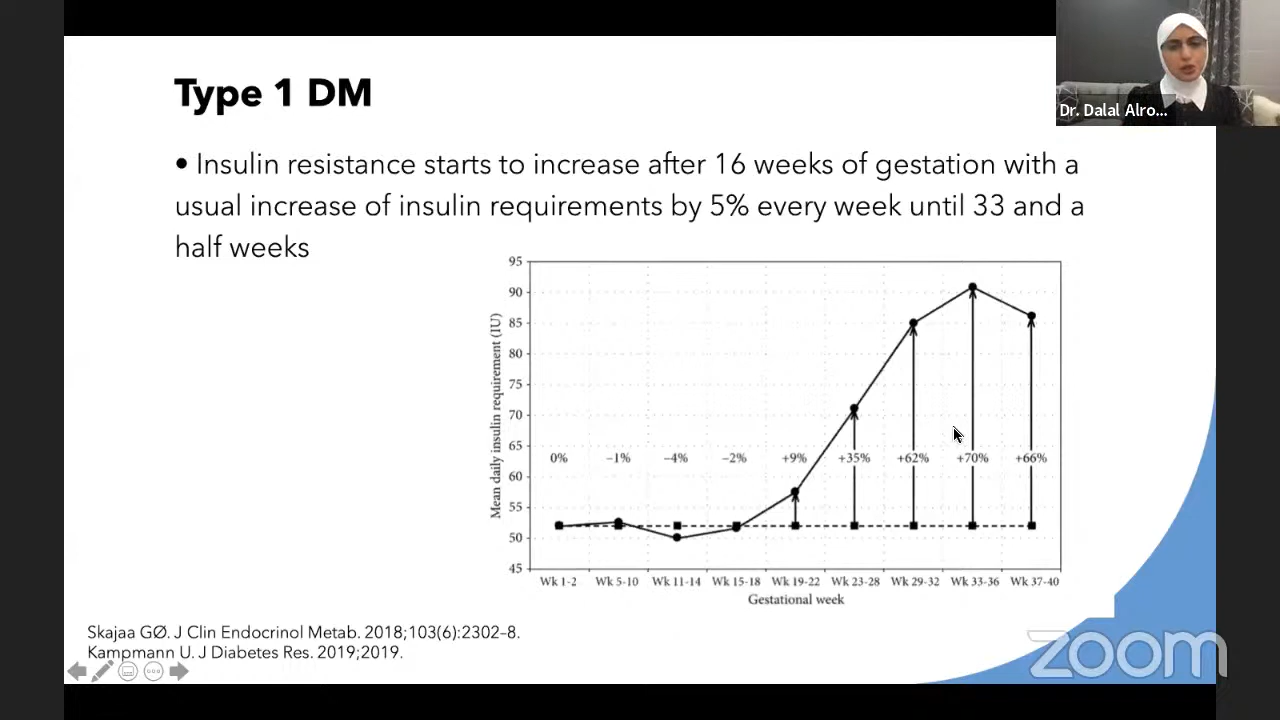 Type 1 DM
Dr. Dalal Alro...
• Insulin resistance starts to increase after 16 weeks of gestation with a
usual increase of insulin requirements by 5% every week until 33 and a
half weeks
Mean daily insulin requirement (IU)
95
90
85
80
75
70
65
60
55
50
45
0% −1% −4% −2% +9% +35% +62% +70% +66%
Wk 1-2 Wk 5-10 Wk 11-14 Wk 15-18 Wk 19-22 Wk 23-28 Wk 29-32 Wk 33-36 Wk 37-40
Gestational week
Skajaa GØ. J Clin Endocrinol Metab. 2018;103(6):2302–8.
Kampmann U. J Diabetes Res. 2019;2019.
zoom